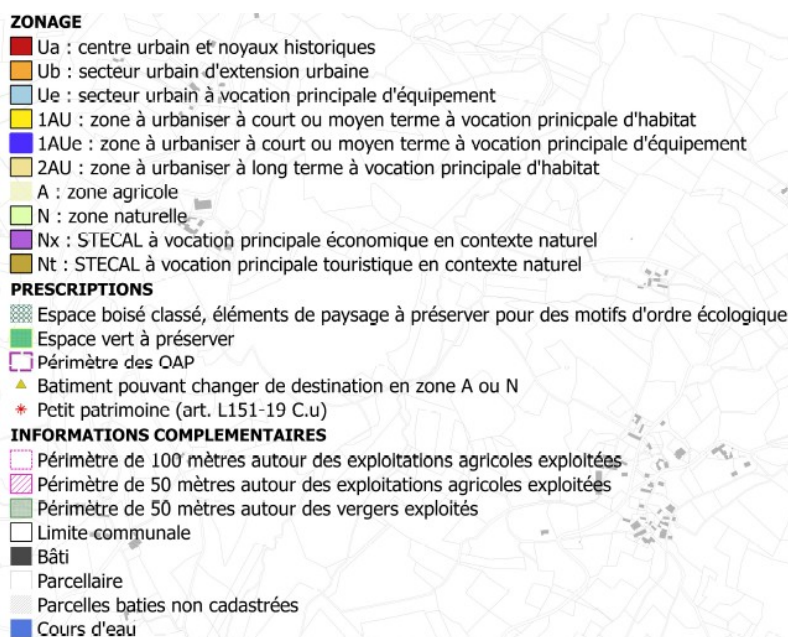 ZONAGE
Ua : centre urbain et noyaux historiques
Ub : secteur urbain d'extension urbaine
Ue : secteur urbain à vocation principale d'équipement
1AU : zone à urbaniser à court ou moyen terme à vocation prinicpale d'habitat
1AUe : zone à urbaniser à court ou moyen terme à vocation principale d'équipement
2AU : zone à urbaniser à long terme à vocation principale d'habitat
A : zone agricole
N : zone naturelle
Nx : STECAL à vocation principale économique en contexte naturel
Nt : STECAL à vocation principale touristique en contexte naturel
PRESCRIPTIONS
Espace boisé classé, éléments de paysage à préserver pour des motifs d'ordre écologique
Espace vert à préserver
Périmètre des OAP
Batiment pouvant changer de destination en zone A ou N
Petit patrimoine (art. L151-19 C.u)
INFORMATIONS COMPLEMENTAIRES
Périmètre de 100 mètres autour des exploitations agricoles exploitées
Périmètre de 50 mètres autour des exploitations agricoles exploitées
Périmètre de 50 mètres autour des vergers exploités
Limite communale
Bâti
Parcellaire
Parcelles baties non cadastrées
Cours d'eau